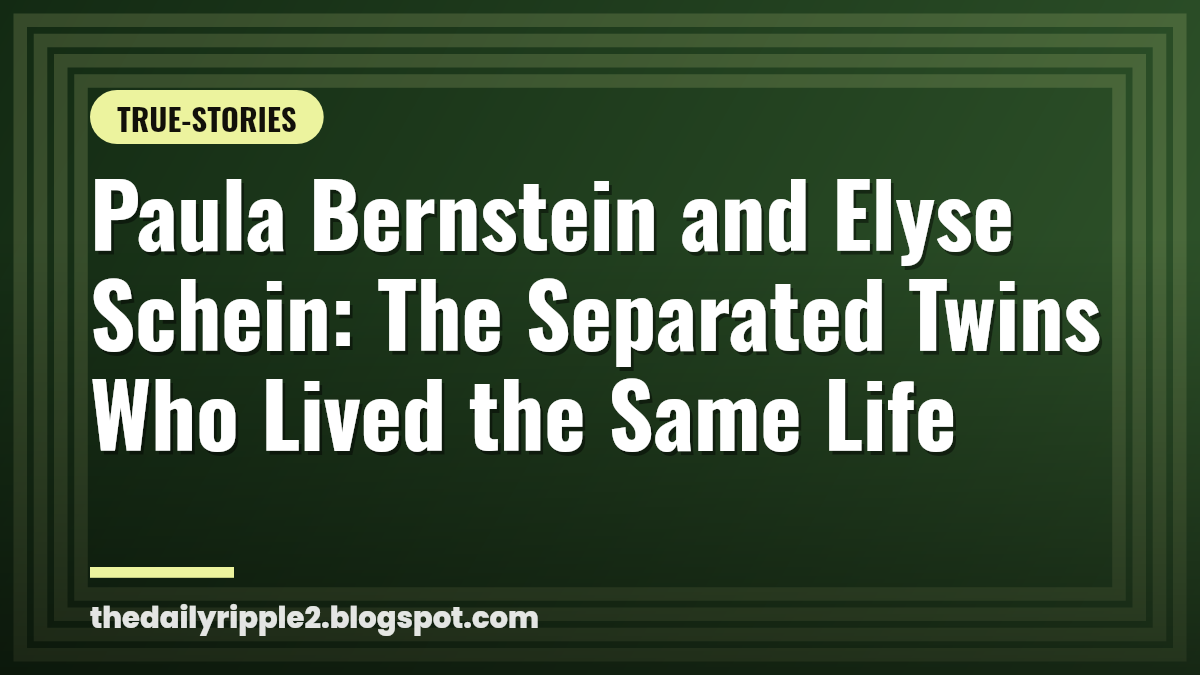 TRUE-STORIES
Paula Bernstein and Elyse
Schein: The Separated Twins
Who Lived the Same Life
thedailyripple2.blogspot.com